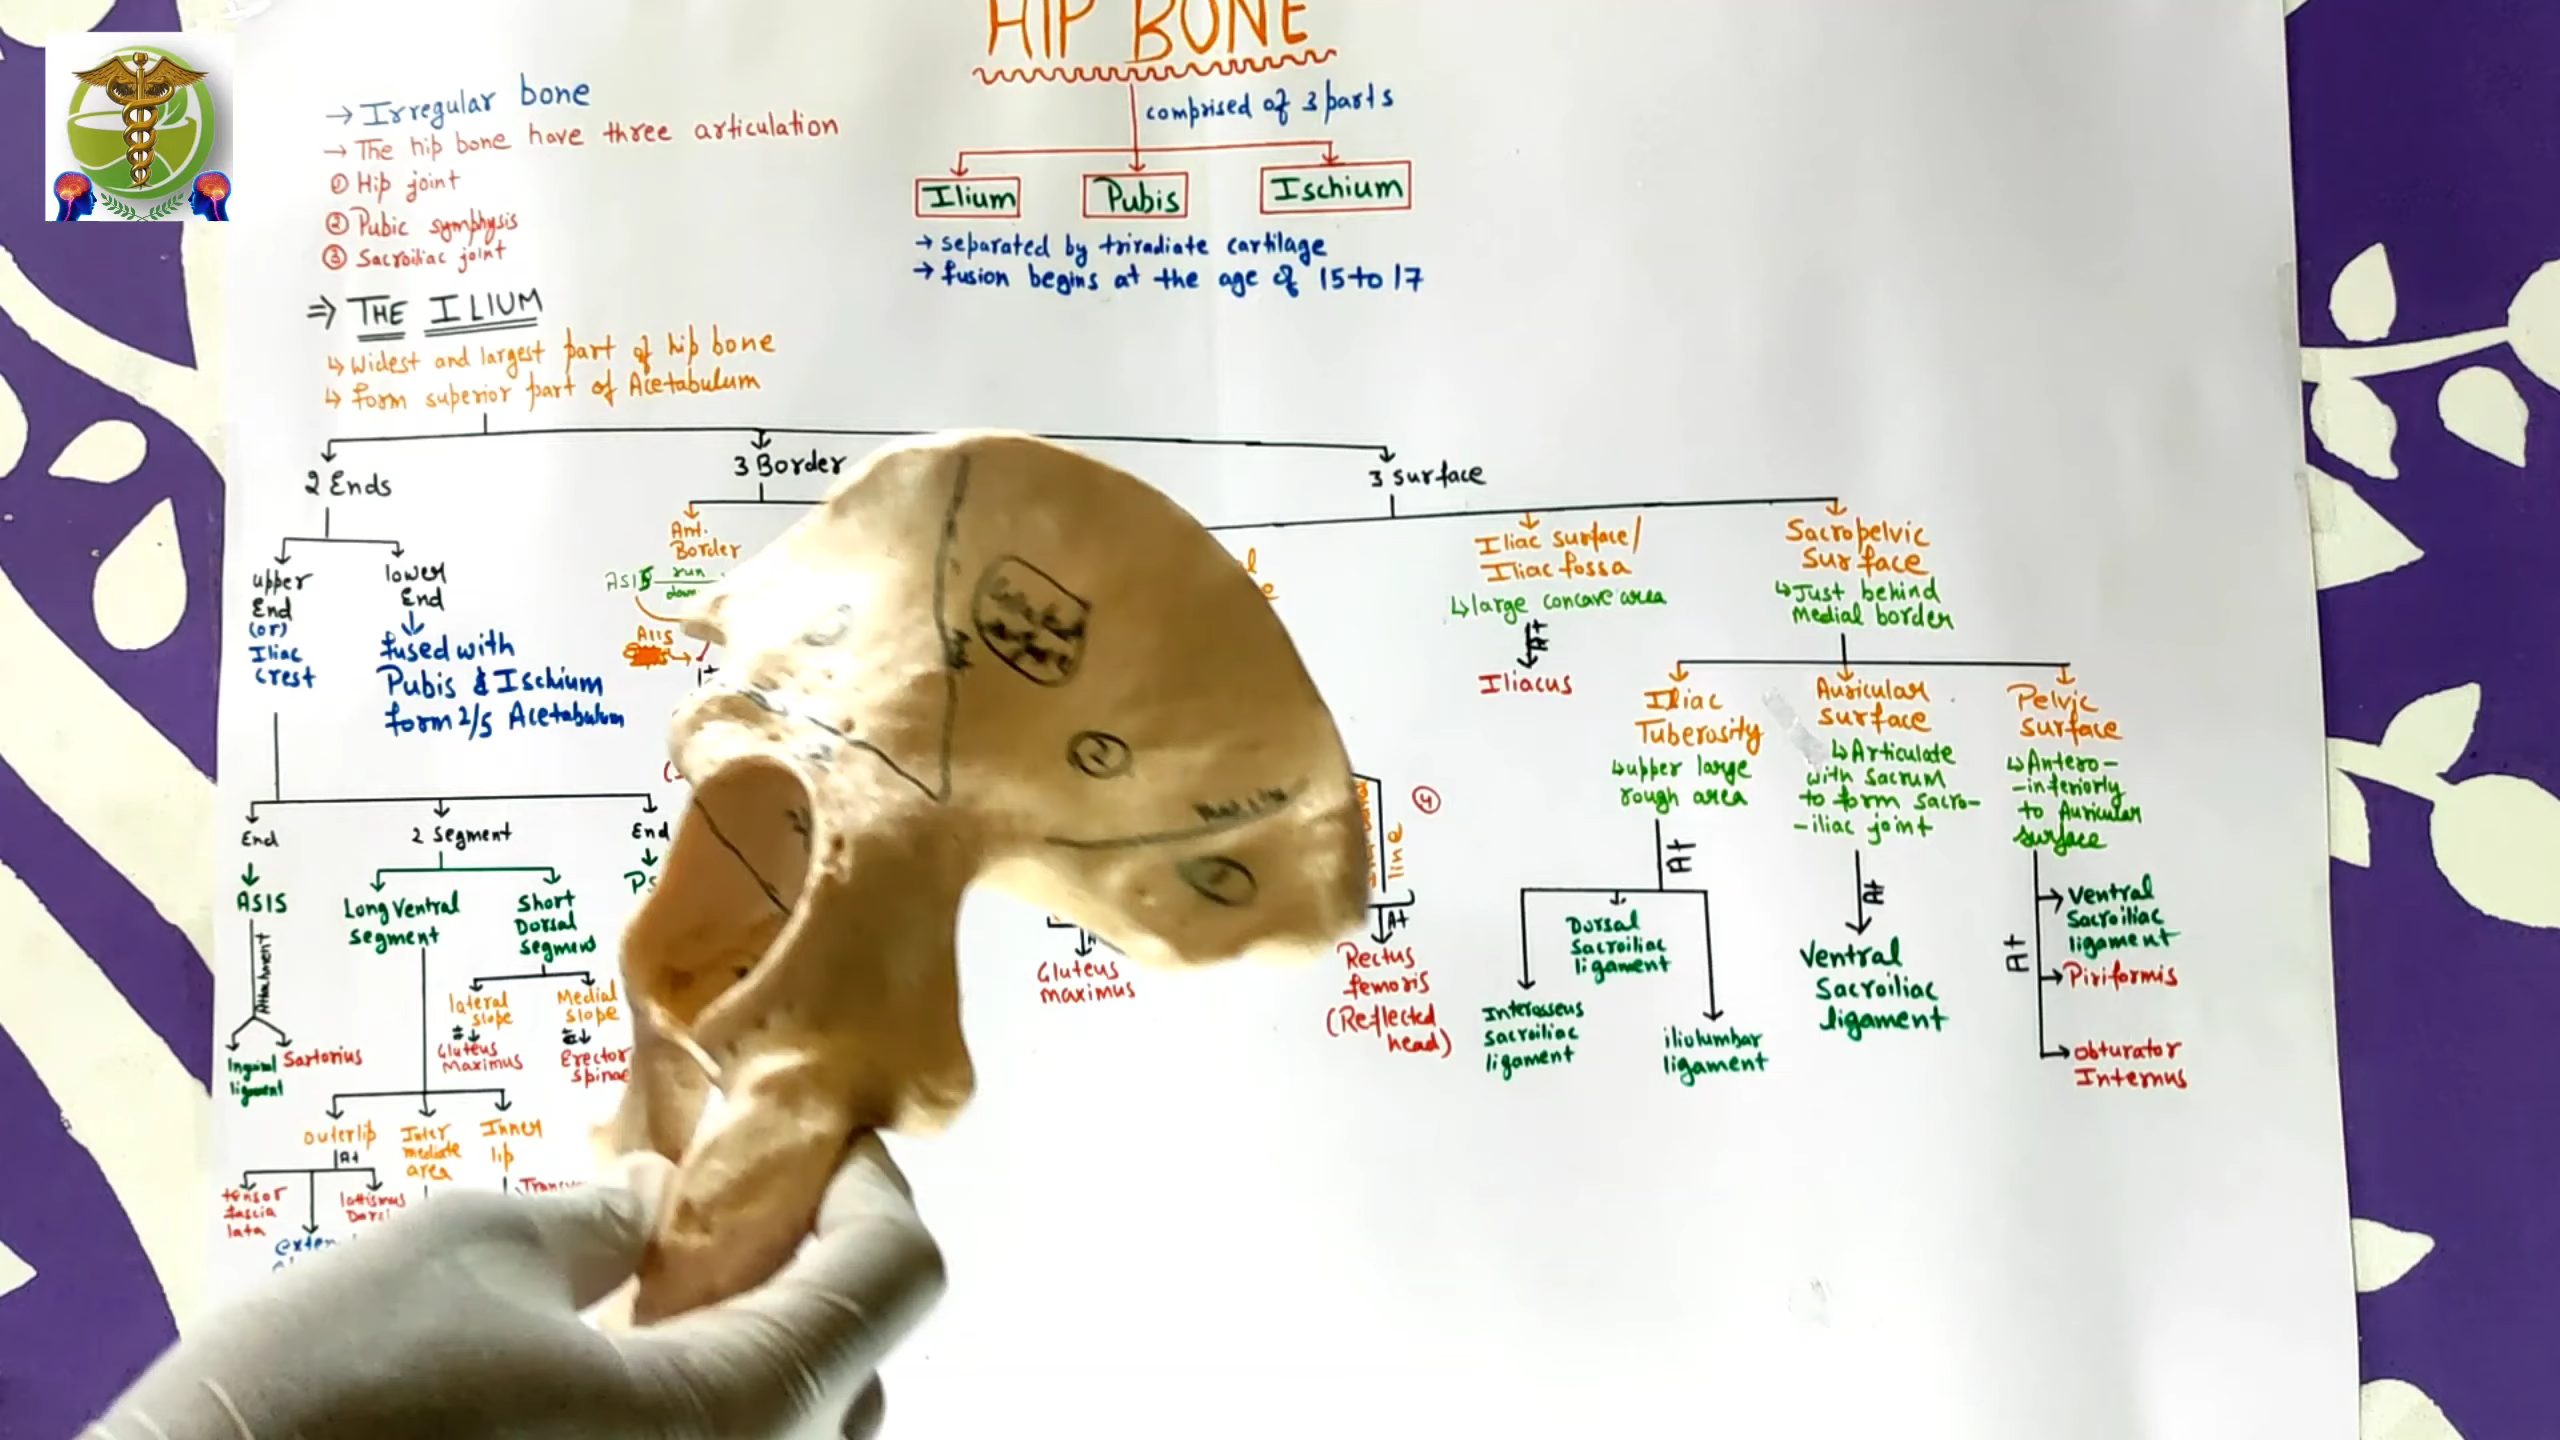 HIP BONE
comprised of 3 parts
Ilium
Pubis
Ischium
→ separated by triradiate cartilage
→ fusion begins at the age of 15 to 17
→ Irregular bone
→ The hip bone have three articulation
① Hip joint
② Pubic symphysis
③ Sacroiliac joint
⇒ THE ILIUM
↳ Widest and largest part of hip bone
↳ form superior part of Acetabulum
2 Ends
3 Border
3 surface
upper
End
(or)
Iliac
crest
lower
End
fused with
Pubis & Ischium
form 2/5 Acetabulum
Ant.
Border
ASIS
run
down
AIIS
Iliac surface/
Iliac fossa
↳ large concave area
At
Iliacus
Sacropelvic
Surface
↳ Just behind
Medial border
Iliac
Tuberosity
↳ upper large
rough area
At
Dorsal
Sacroiliac
ligament
Interosseus
sacroiliac
ligament
iliolumbar
ligament
Auricular
surface
↳ Articulate
with sacrum
to form sacro-
-iliac joint
At
Ventral
Sacroiliac
ligament
Pelvic
surface
↳ Antero-
-inferiorly
to Auricular
surface
At
Ventral
Sacroiliac
ligament
Piriformis
obturator
Internus
End
ASIS
Attachment
Inguinal
ligament
Sartorius
2 segment
Long Ventral
segment
Short
Dorsal
segment
lateral
slope
Gluteus
maximus
Medial
slope
Erector
spinae
End
outer lip
At
Inter
mediate
area
Inner
lip
tensor
fascia
lata
lattismus
Dorsi
Gluteus
maximus
④
line
At
Rectus
femoris
(Reflected
head)
②